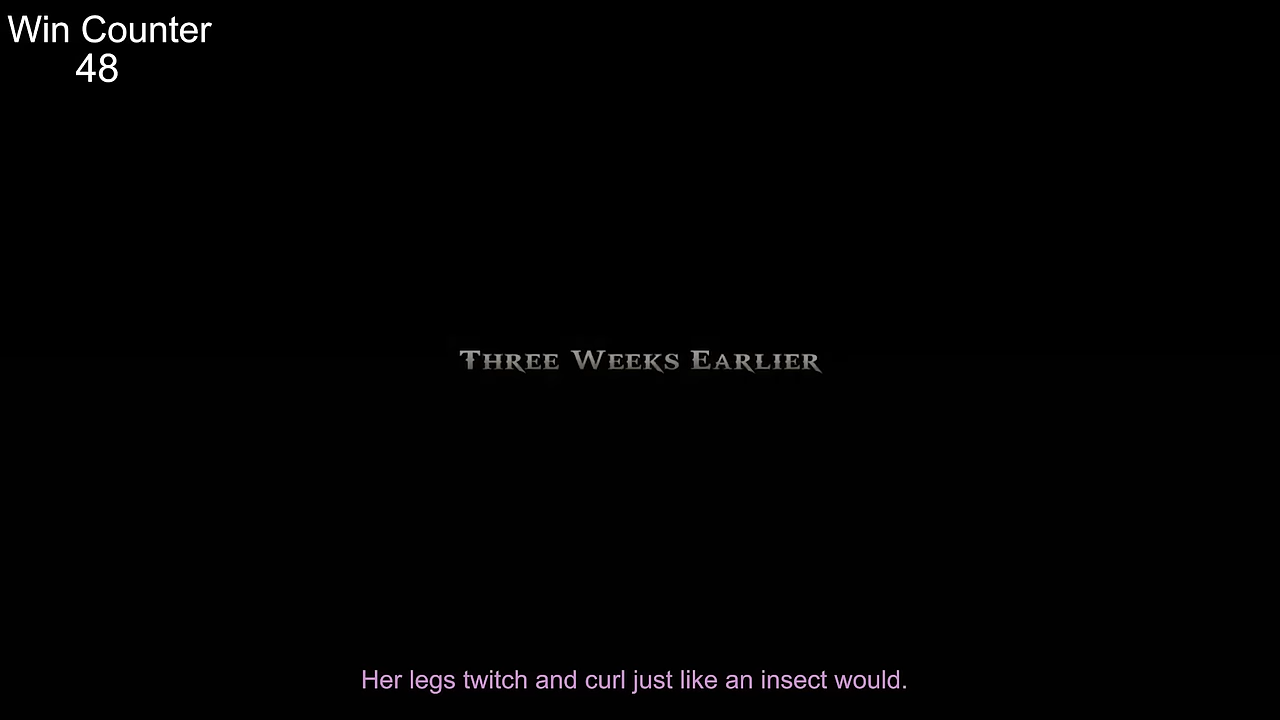 Win Counter
48
Three Weeks Earlier
Her legs twitch and curl just like an insect would.